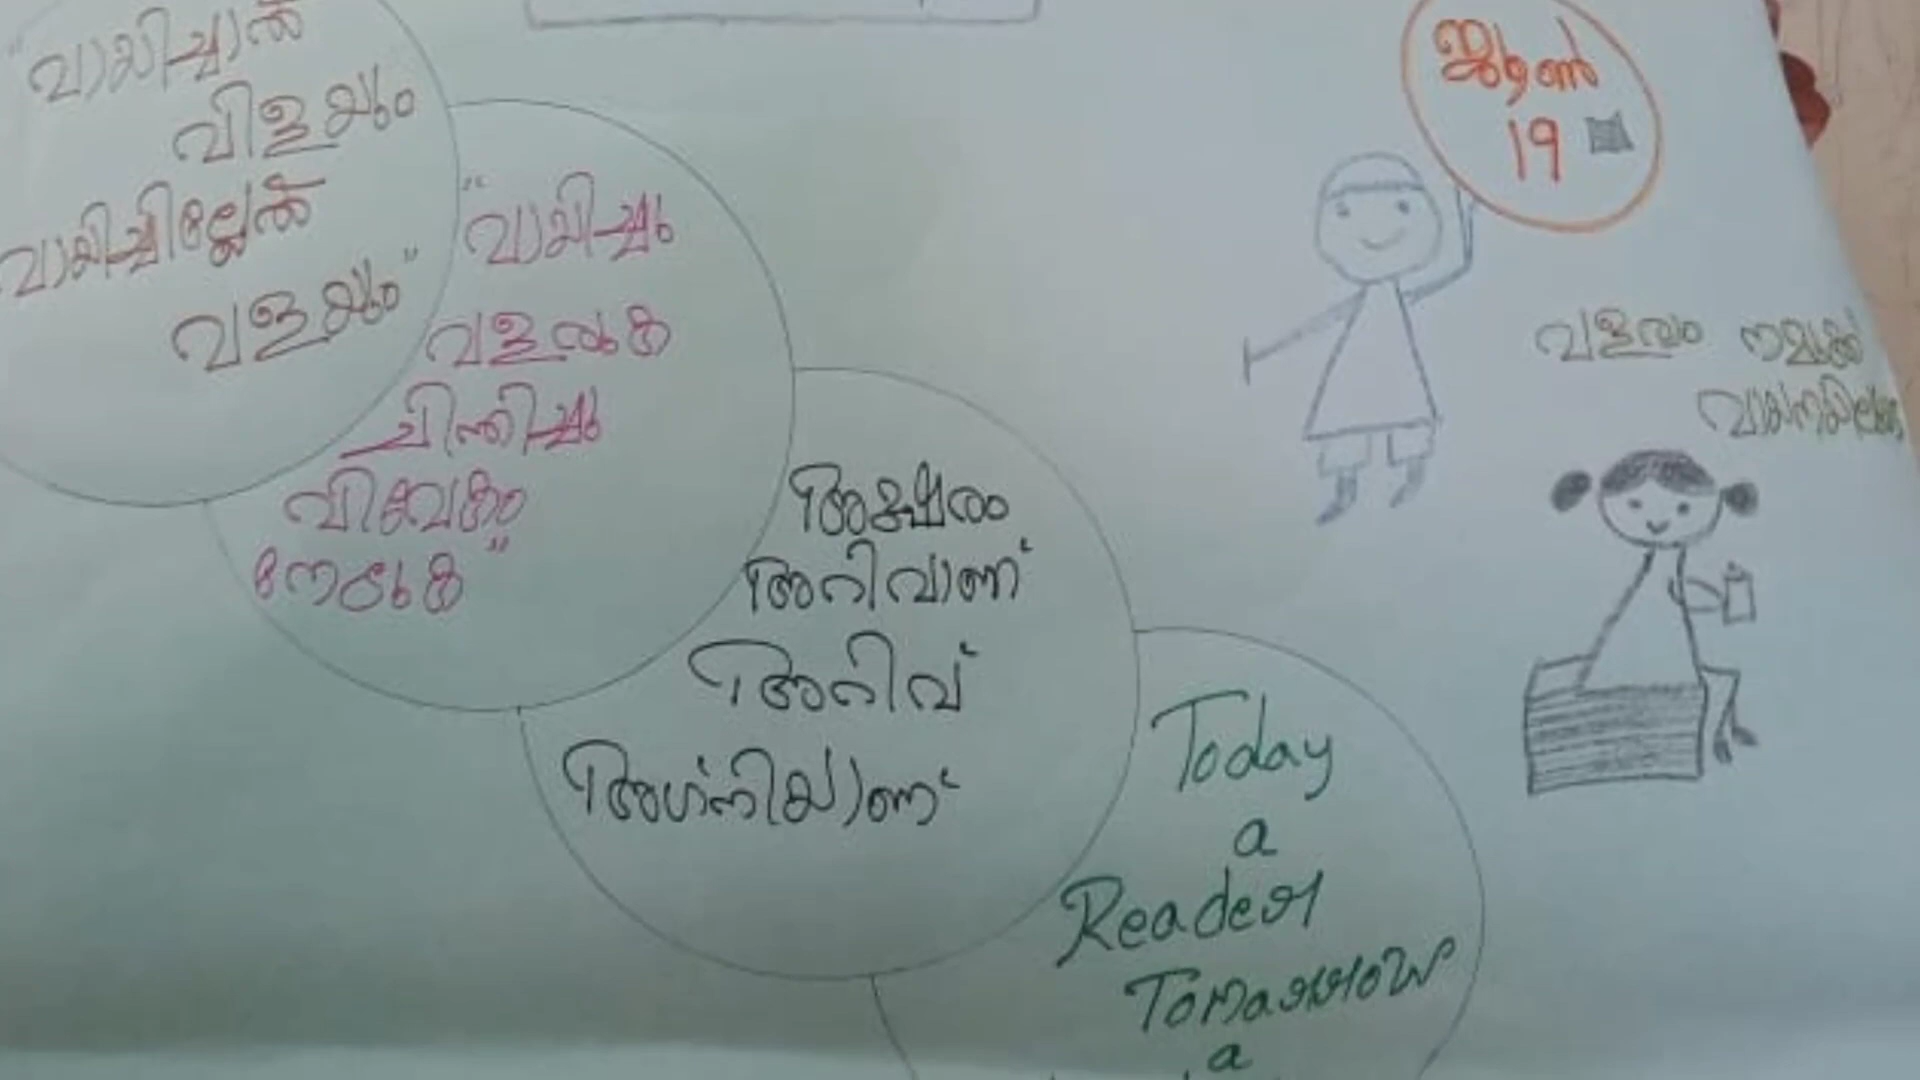 "വായിച്ചാൽ
വിളയും
വായിച്ചില്ലേൽ
വളയും"
"വായിച്ചു
വളരുക
ചിന്തിച്ചു
വിവേകം
നേടുക"
അക്ഷരം
അറിവാണ്
അറിവ്
അഗ്നിയാണ്
Today
a
Reader
Tomarrow
a
ജൂൺ
19
വളരാം നമുക്ക്
വായനയിലൂടെ